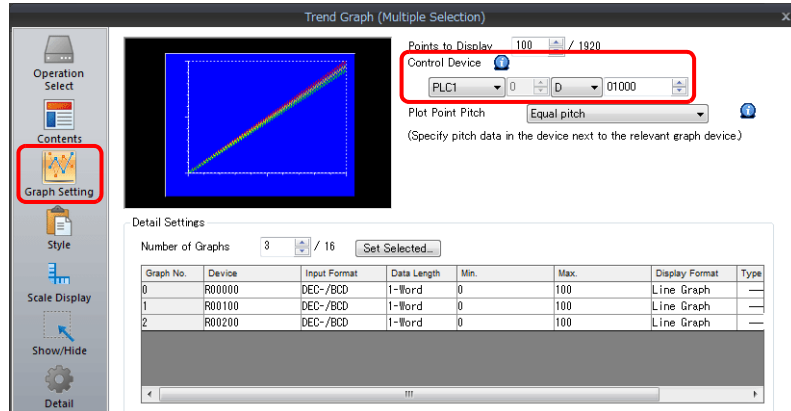 Trend Graph (Multiple Selection)
x
Operation
Select
Contents
Graph Setting
Style
Scale Display
Show/Hide
Detail
Points to Display 100 / 1920
Control Device
PLC1 0 D 01000
Plot Point Pitch Equal pitch
(Specify pitch data in the device next to the relevant graph device.)
Detail Settings
Number of Graphs 3 / 16 Set Selected...
Graph No. Device Input Format Data Length Min. Max. Display Format Type
0 R00000 DEC-/BCD 1-Word 0 100 Line Graph
1 R00100 DEC-/BCD 1-Word 0 100 Line Graph
2 R00200 DEC-/BCD 1-Word 0 100 Line Graph